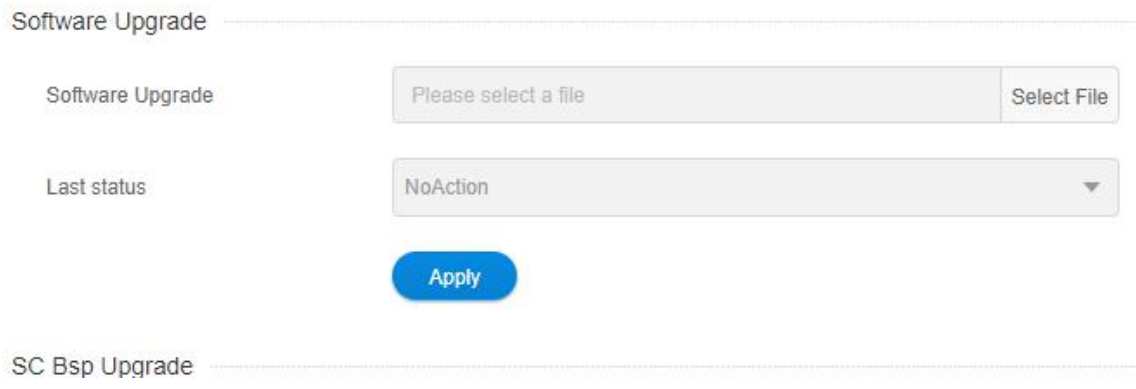 Software Upgrade
Software Upgrade Please select a file Select File
Last status NoAction
Apply
SC Bsp Upgrade